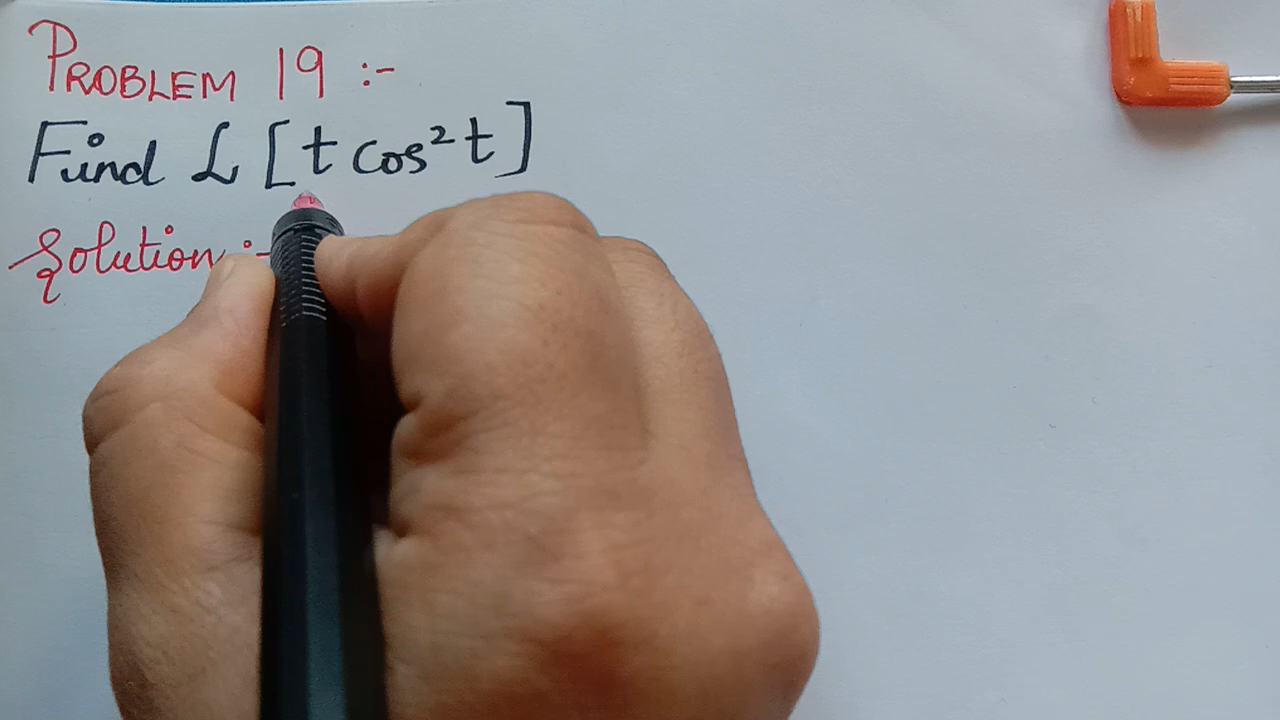 PROBLEM 19 :-
Find L [t cos²t]
Solution :-